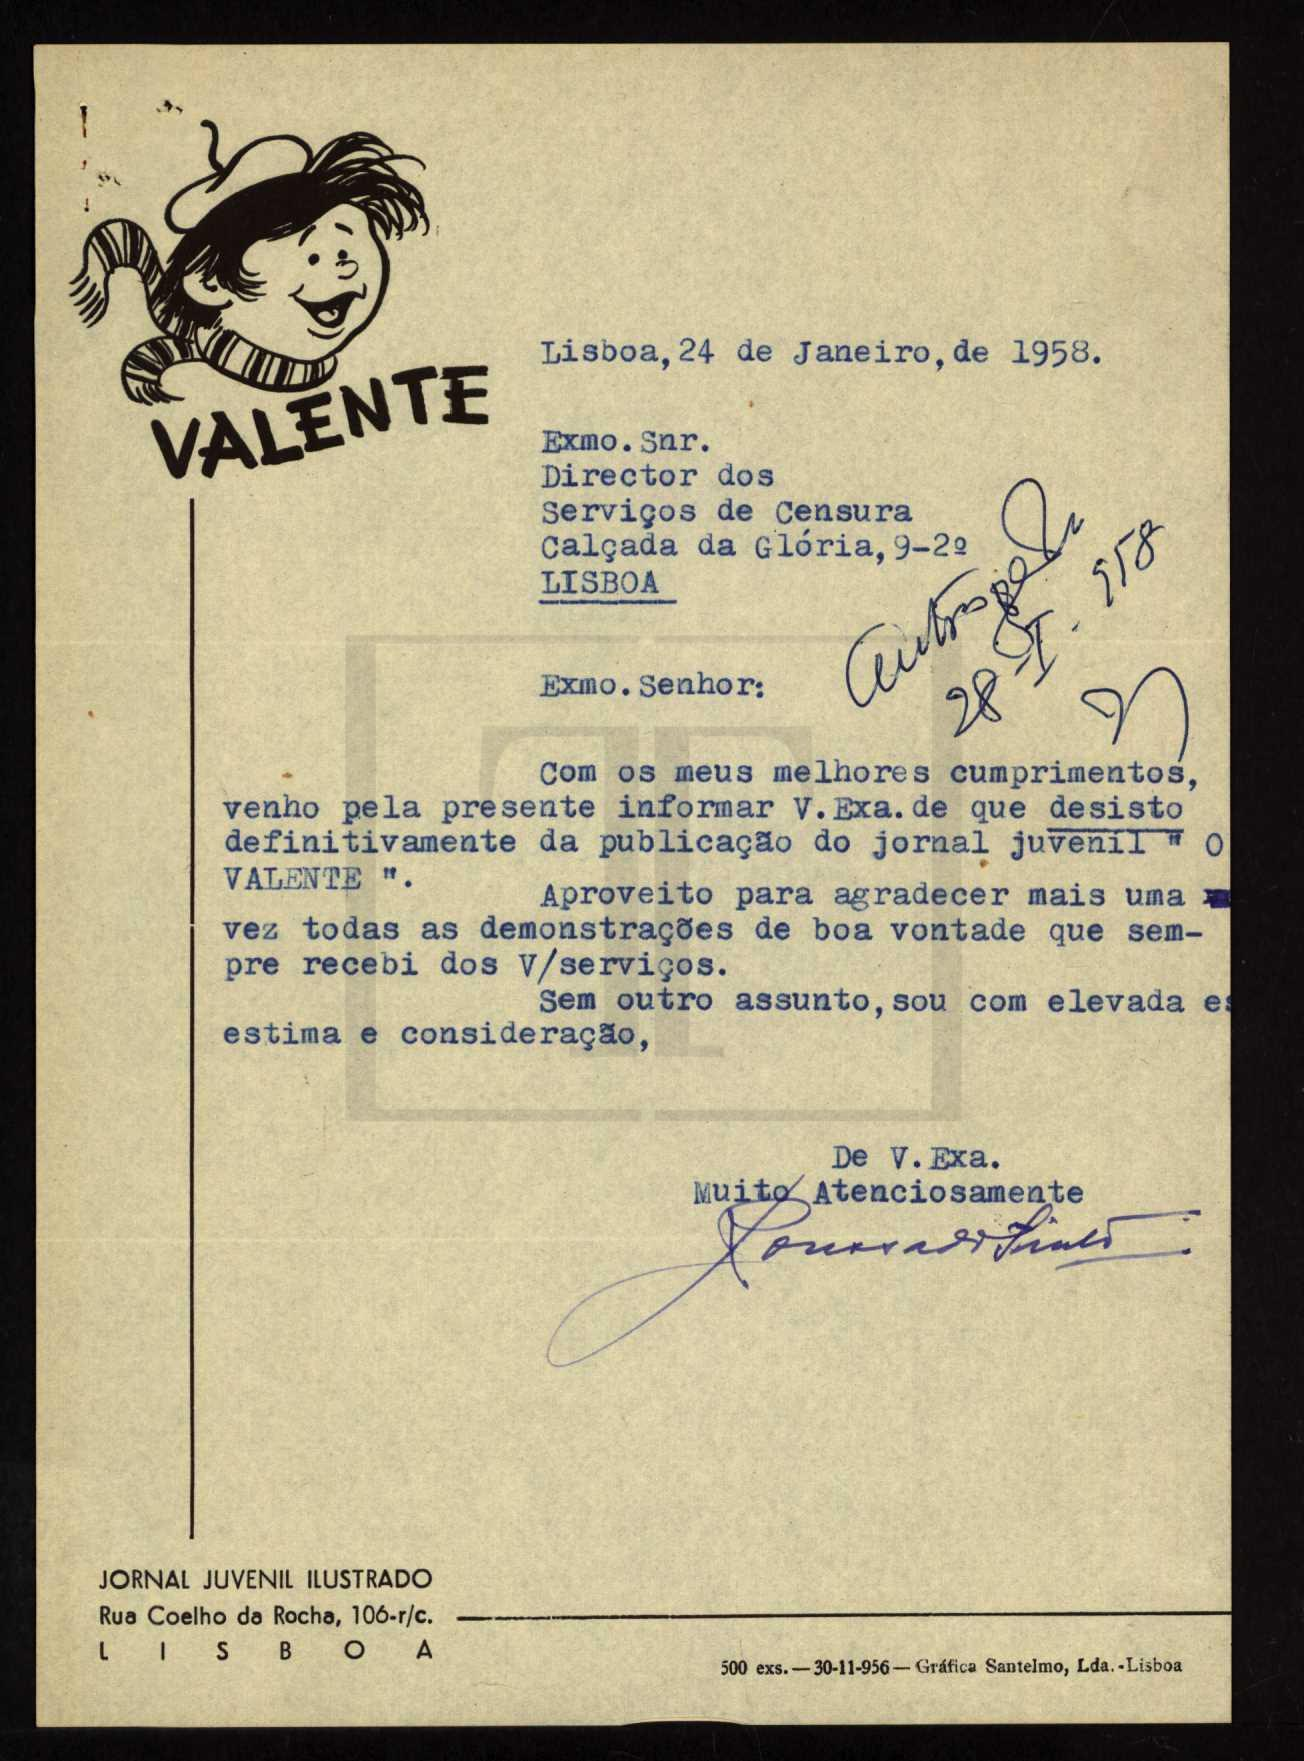 VALENTE
Lisboa,24 de Janeiro,de 1958.
Exmo.Snr.
Director dos
Serviços de Censura
Calçada da Glória,9-2º
LISBOA
28 I. 958
Exmo.Senhor:
Com os meus melhores cumprimentos,
venho pela presente informar V.Exa.de que desisto
definitivamente da publicação do jornal juvenil " O
VALENTE ".
Aproveito para agradecer mais uma
vez todas as demonstrações de boa vontade que sem-
pre recebi dos V/serviços.
Sem outro assunto,sou com elevada es
estima e consideração,
De V.Exa.
Muito Atenciosamente
JORNAL JUVENIL ILUSTRADO
Rua Coelho da Rocha, 106-r/c.
LISBOA
500 exs.—30-11-956—Gráfica Santelmo, Lda.-Lisboa